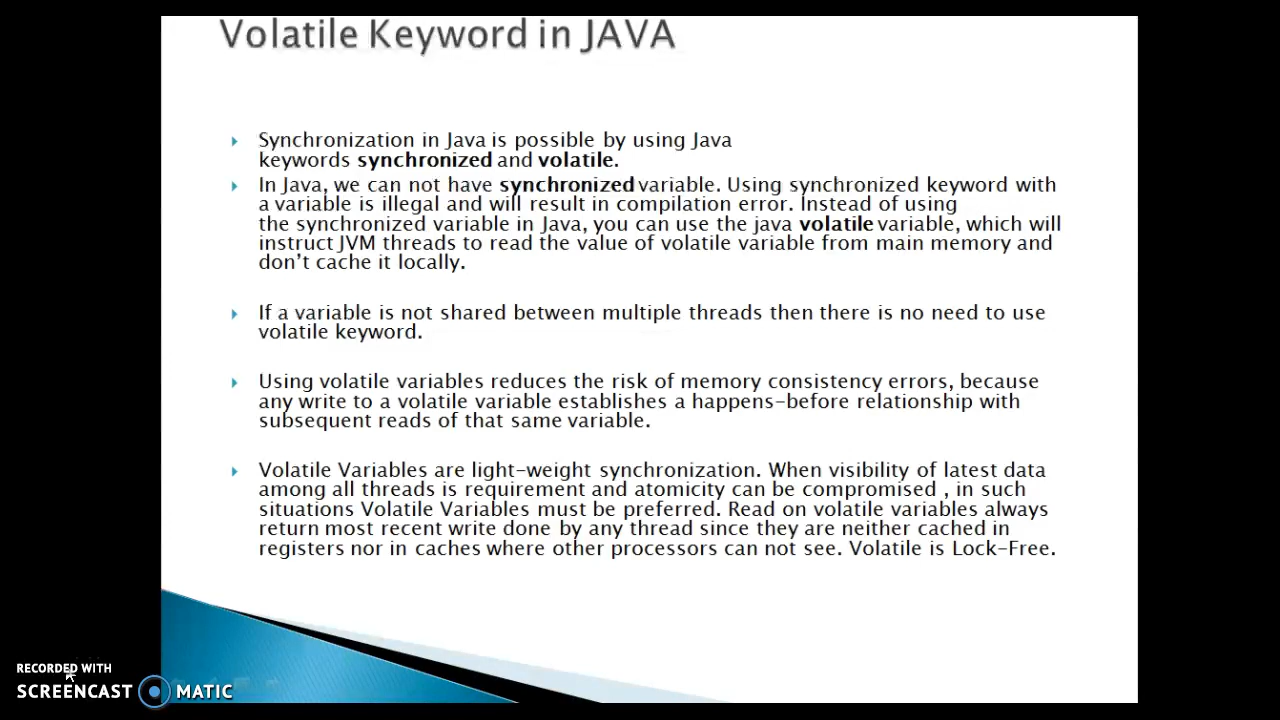 Volatile Keyword in JAVA
Synchronization in Java is possible by using Java
keywords synchronized and volatile.
In Java, we can not have synchronized variable. Using synchronized keyword with
a variable is illegal and will result in compilation error. Instead of using
the synchronized variable in Java, you can use the java volatile variable, which will
instruct JVM threads to read the value of volatile variable from main memory and
don't cache it locally.
If a variable is not shared between multiple threads then there is no need to use
volatile keyword.
Using volatile variables reduces the risk of memory consistency errors, because
any write to a volatile variable establishes a happens-before relationship with
subsequent reads of that same variable.
Volatile Variables are light-weight synchronization. When visibility of latest data
among all threads is requirement and atomicity can be compromised , in such
situations Volatile Variables must be preferred. Read on volatile variables always
return most recent write done by any thread since they are neither cached in
registers nor in caches where other processors can not see. Volatile is Lock-Free.
RECORDED WITH
SCREENCAST MATIC